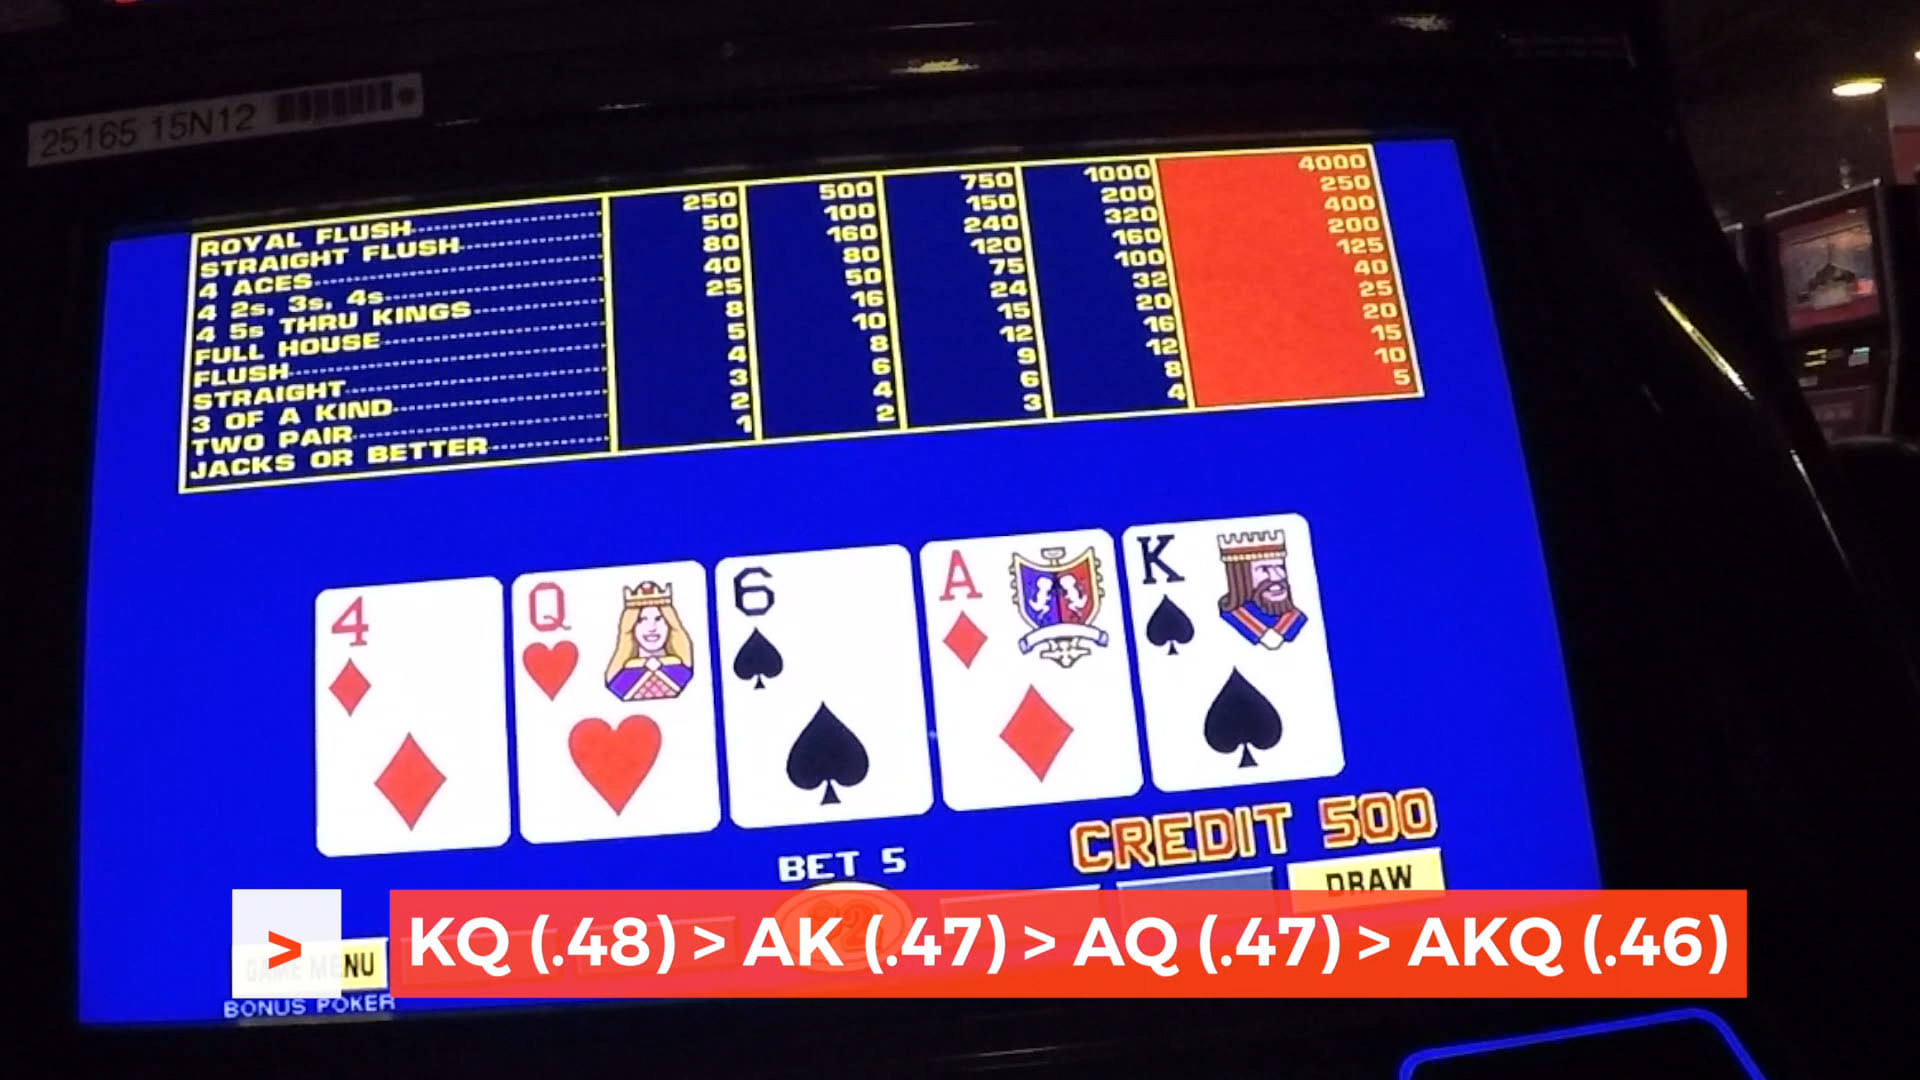 25165 15N12
ROYAL FLUSH 250 500 750 1000 4000
STRAIGHT FLUSH 50 100 150 200 250
4 ACES 80 160 240 320 400
4 2s, 3s, 4s 40 80 120 160 200
4 5s THRU KINGS 25 50 75 100 125
FULL HOUSE 8 16 24 32 40
FLUSH 5 10 15 20 25
STRAIGHT 4 8 12 16 20
3 OF A KIND 3 6 9 12 15
TWO PAIR 2 4 6 8 10
JACKS OR BETTER 1 2 3 4 5
4 Q 6 A K
BET 5
CREDIT 500
DRAW
> KQ (.48) > AK (.47) > AQ (.47) > AKQ (.46)
GAME MENU
BONUS POKER